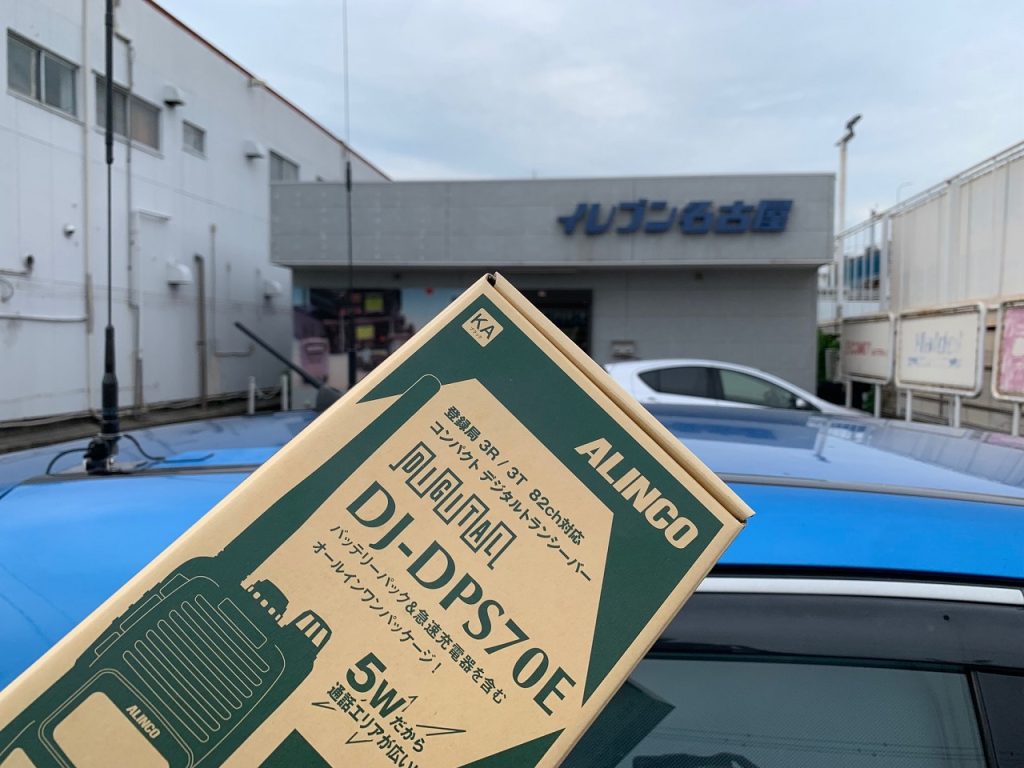 イレブン名古屋
KA
ALINCO
登録局 3R / 3T 82ch対応
コンパクト デジタルトランシーバー
DIGITAL
DJ-DPS70E
バッテリーパック&急速充電器を含む
オールインワンパッケージ!
5Wだから
通話エリアが広い!
ALINCO